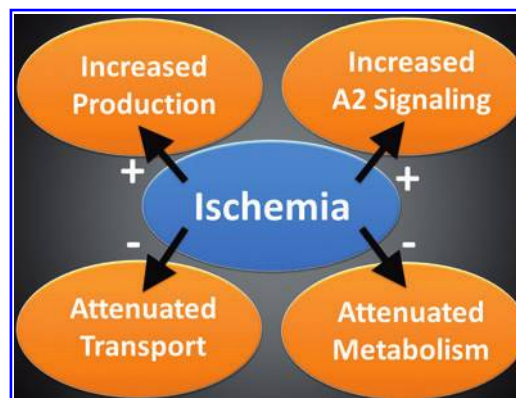 Increased
Production
Increased
A2 Signaling
+
+
Ischemia
-
-
Attenuated
Transport
Attenuated
Metabolism